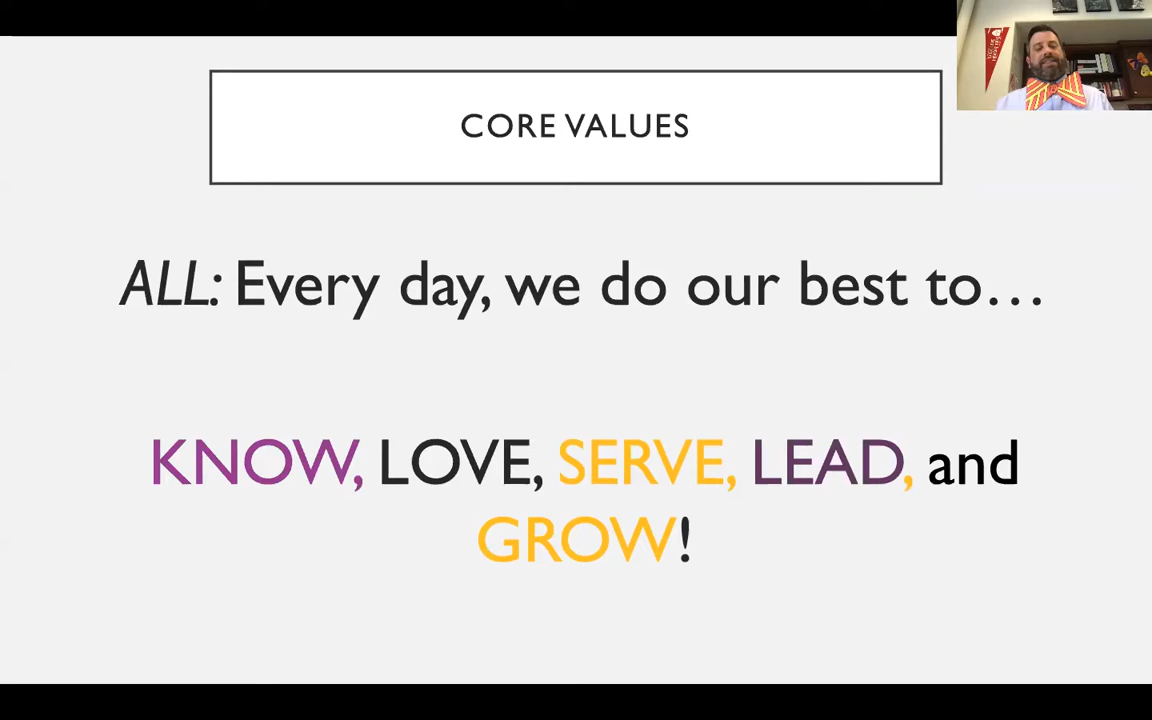 CORE VALUES
ALL: Every day, we do our best to…
KNOW, LOVE, SERVE, LEAD, and
GROW!